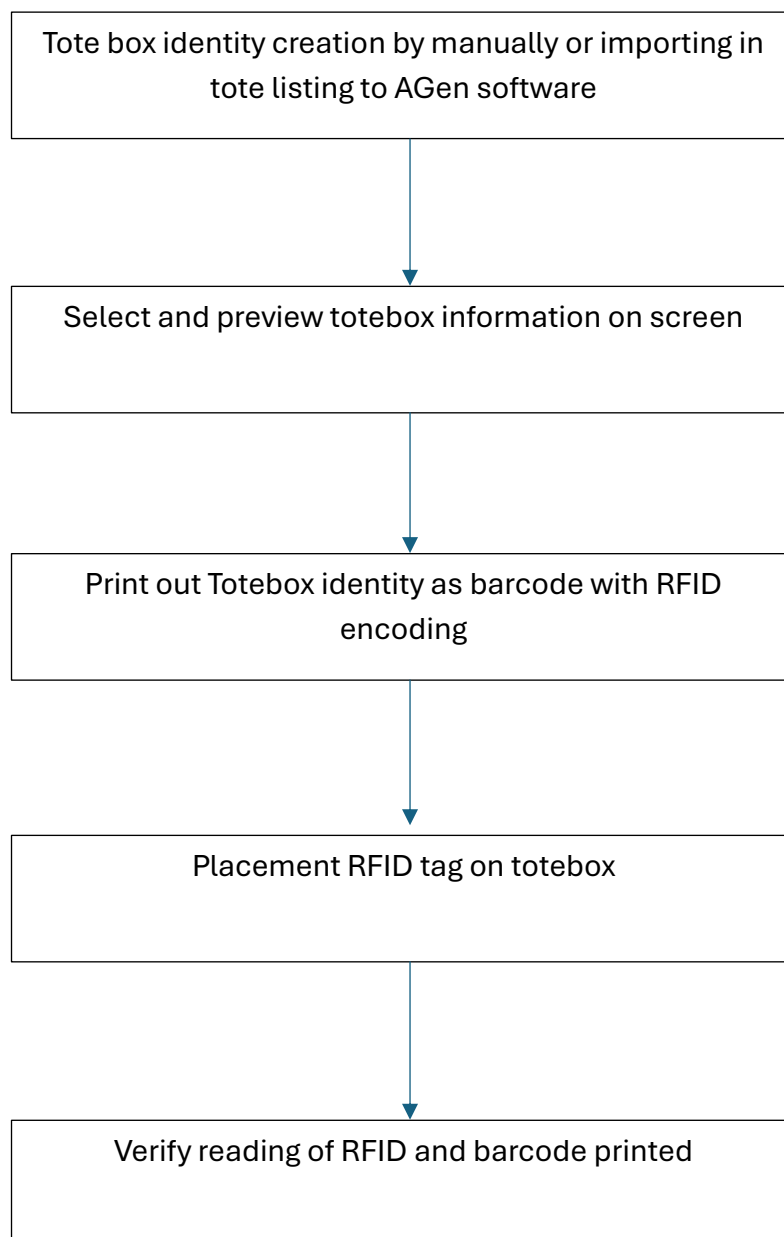 Tote box identity creation by manually or importing in
tote listing to AGen software
Select and preview totebox information on screen
Print out Totebox identity as barcode with RFID
encoding
Placement RFID tag on totebox
Verify reading of RFID and barcode printed